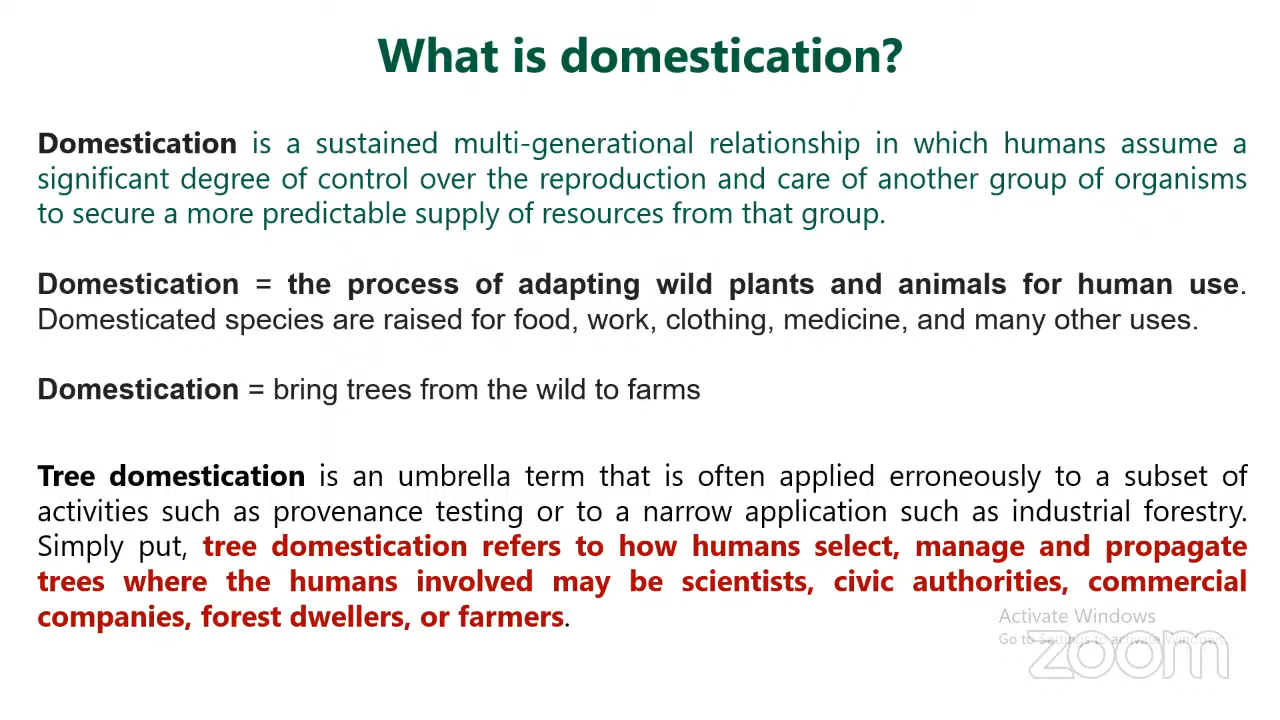 What is domestication?
Domestication is a sustained multi-generational relationship in which humans assume a
significant degree of control over the reproduction and care of another group of organisms
to secure a more predictable supply of resources from that group.
Domestication = the process of adapting wild plants and animals for human use.
Domesticated species are raised for food, work, clothing, medicine, and many other uses.
Domestication = bring trees from the wild to farms
Tree domestication is an umbrella term that is often applied erroneously to a subset of
activities such as provenance testing or to a narrow application such as industrial forestry.
Simply put, tree domestication refers to how humans select, manage and propagate
trees where the humans involved may be scientists, civic authorities, commercial
companies, forest dwellers, or farmers.
Activate Windows
Go to Settings to activate Windows.
zoom